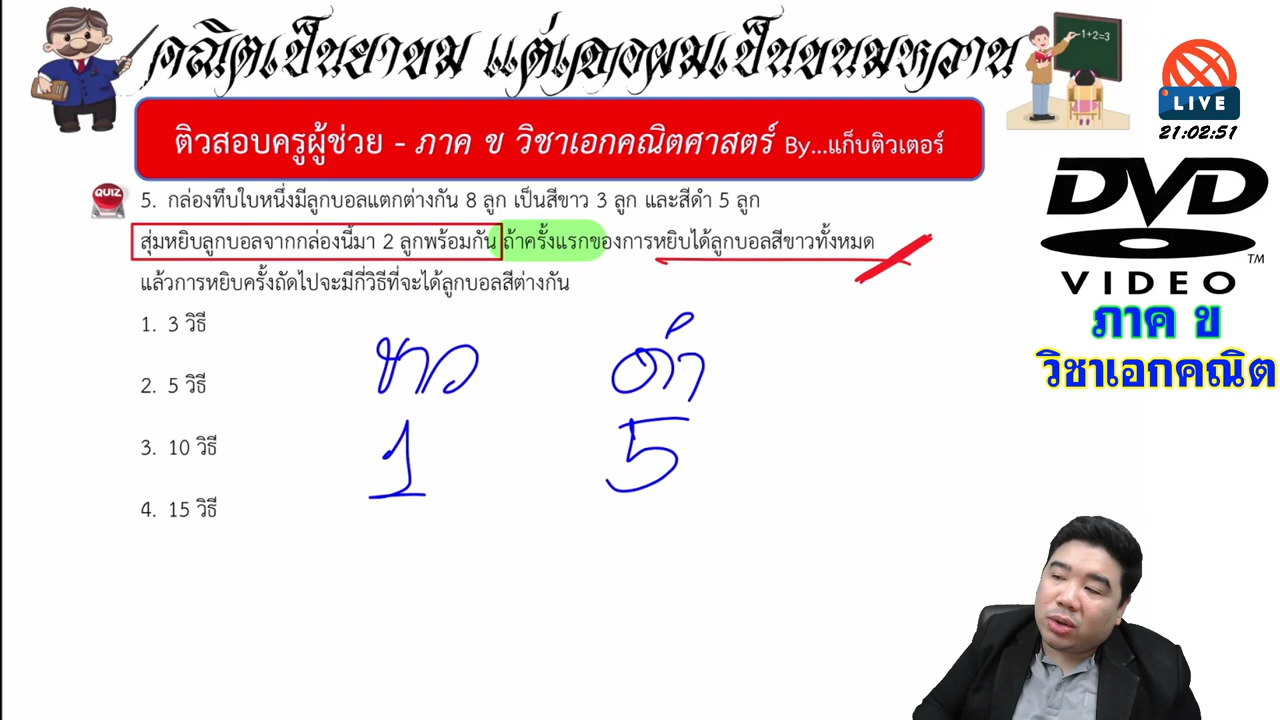 คณิตเป็นยาขม แต่เจอผมเป็นขนมหวาน
1+2=3
LIVE
21:02:51
ติวสอบครูผู้ช่วย - ภาค ข วิชาเอกคณิตศาสตร์ By...แก็บติวเตอร์
DVD
VIDEO
TM
ภาค ข
วิชาเอกคณิต
QUIZ
5. กล่องทึบใบหนึ่งมีลูกบอลแตกต่างกัน 8 ลูก เป็นสีขาว 3 ลูก และสีดำ 5 ลูก
สุ่มหยิบลูกบอลจากกล่องนี้มา 2 ลูกพร้อมกัน ถ้าครั้งแรกของการหยิบได้ลูกบอลสีขาวทั้งหมด
แล้วการหยิบครั้งถัดไปจะมีกี่วิธีที่จะได้ลูกบอลสีต่างกัน
1. 3 วิธี
2. 5 วิธี
3. 10 วิธี
4. 15 วิธี
ขาว ดำ
1 5